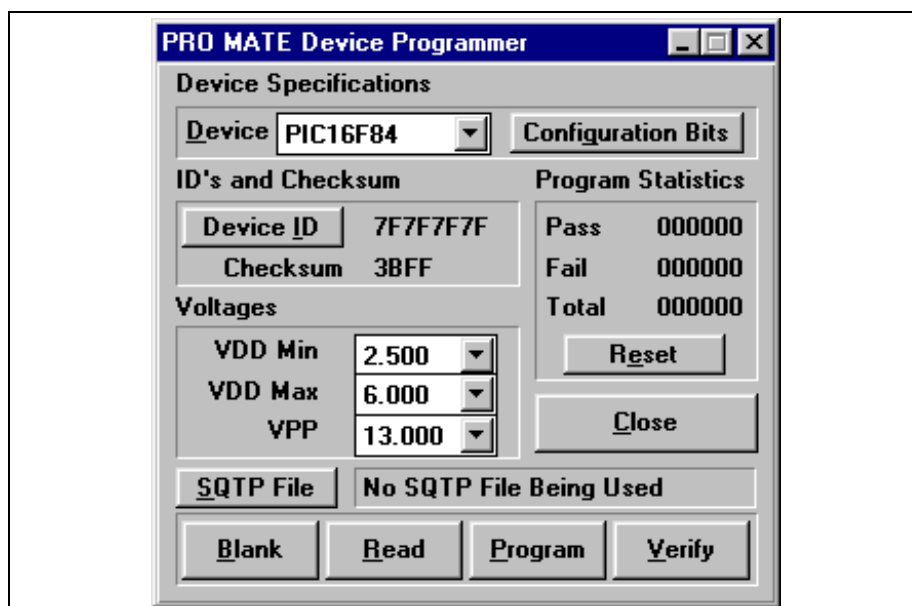 PRO MATE Device Programmer
Device Specifications
Device PIC16F84 Configuration Bits
ID's and Checksum
Device ID 7F7F7F7F
Checksum 3BFF
Program Statistics
Pass 000000
Fail 000000
Total 000000
Reset
Voltages
VDD Min 2.500
VDD Max 6.000
VPP 13.000
Close
SQTP File No SQTP File Being Used
Blank Read Program Verify